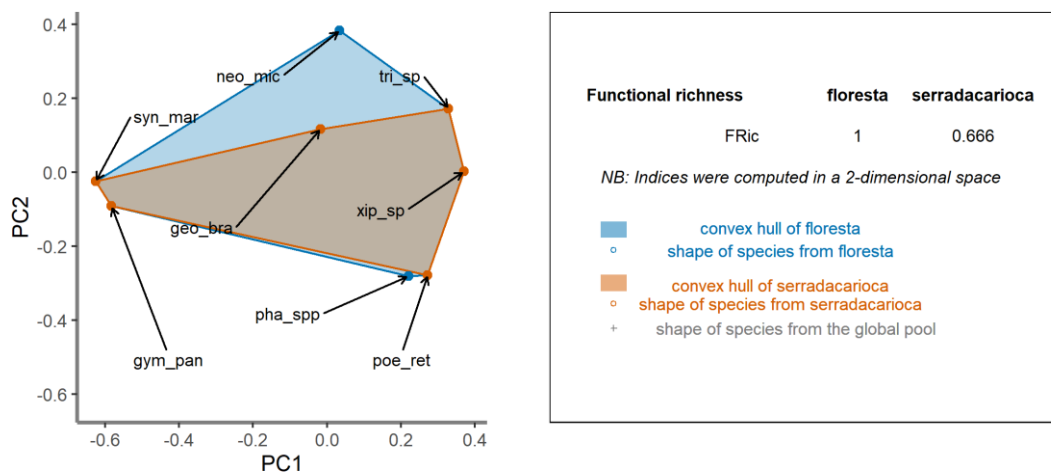 0.4
0.2
0.0
-0.2
-0.4
-0.6
PC2
-0.6 -0.4 -0.2 0.0 0.2 0.4
PC1
neo_mic
tri_sp
syn_mar
xip_sp
geo_bra
pha_spp
gym_pan
poe_ret
Functional richness floresta serradacarioca
FRic 1 0.666
NB: Indices were computed in a 2-dimensional space
convex hull of floresta
shape of species from floresta
convex hull of serradacarioca
shape of species from serradacarioca
shape of species from the global pool